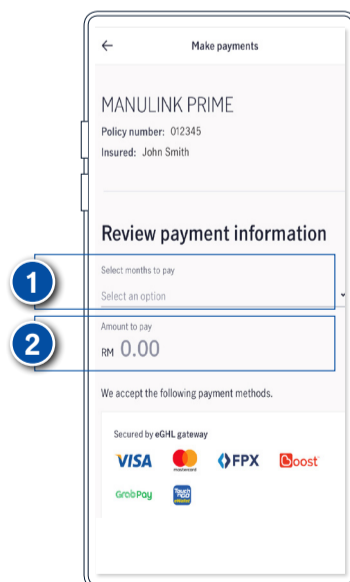 Make payments
MANULINK PRIME
Policy number: 012345
Insured: John Smith
Review payment information
1
Select months to pay
Select an option
2
Amount to pay
RM 0.00
We accept the following payment methods.
Secured by eGHL gateway
VISA mastercard FPX Boost
GrabPay Touch 'n GO eWallet